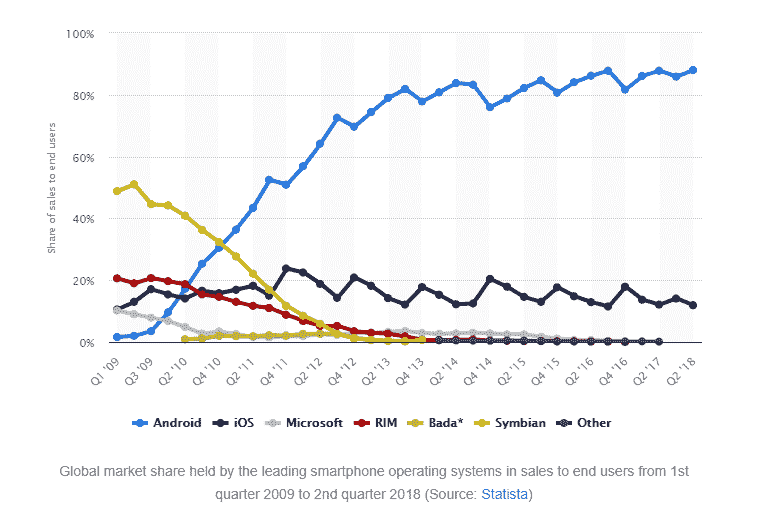 100%
80%
60%
40%
20%
0%
Share of sales to end users
Q1 '09
Q3 '09
Q2 '10
Q4 '10
Q2 '11
Q4 '11
Q2 '12
Q4 '12
Q2 '13
Q4 '13
Q2 '14
Q4 '14
Q2 '15
Q4 '15
Q2 '16
Q4 '16
Q2 '17
Q2 '18
Android iOS Microsoft RIM Bada* Symbian Other
Global market share held by the leading smartphone operating systems in sales to end users from 1st
quarter 2009 to 2nd quarter 2018 (Source: Statista)